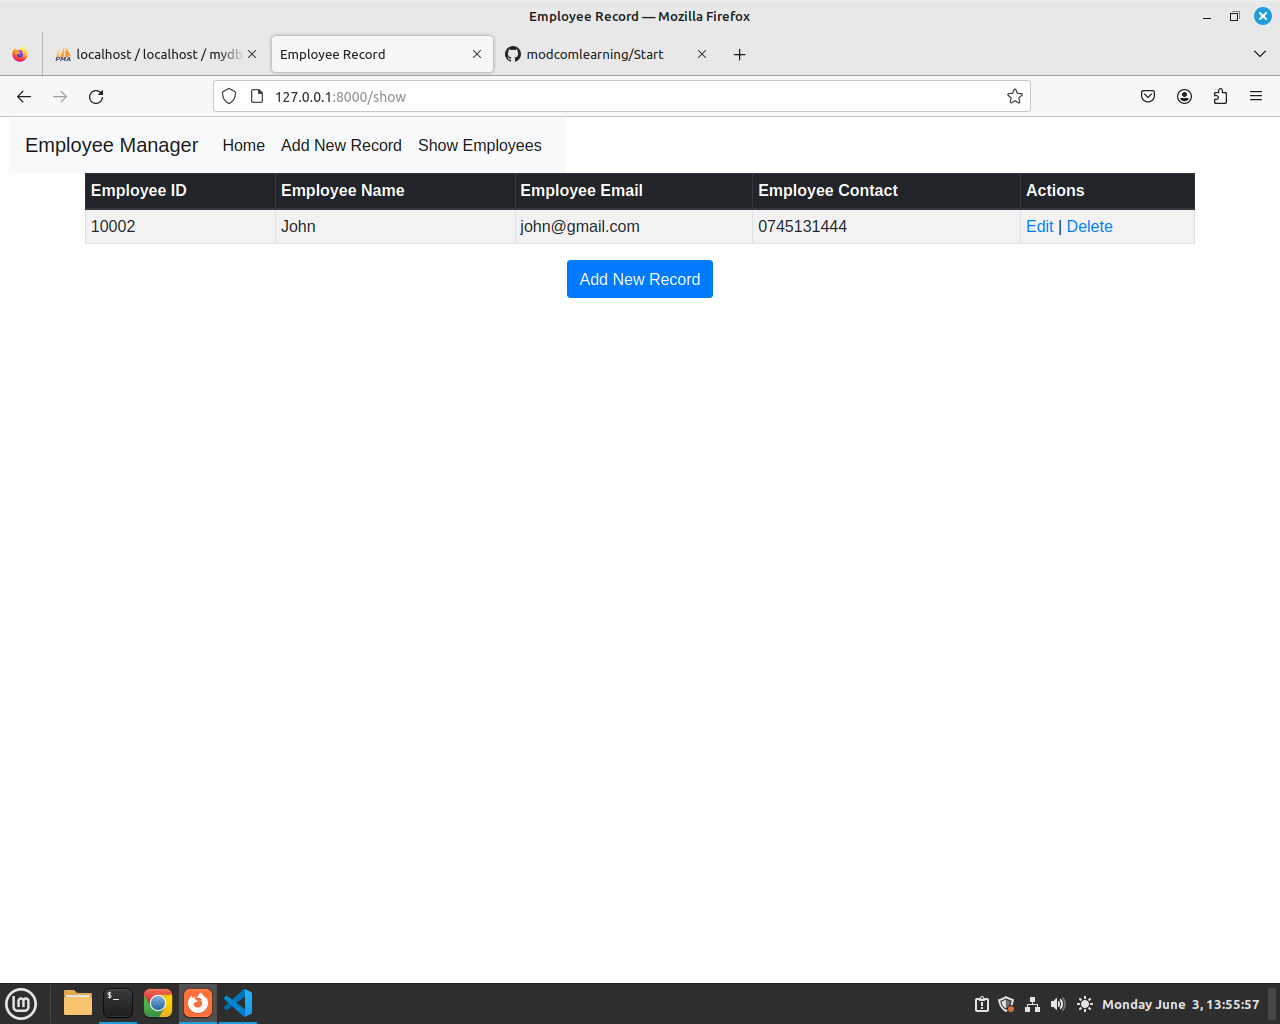 Employee Record — Mozilla Firefox
localhost / localhost / mydb
Employee Record
modcomlearning/Start
127.0.0.1:8000/show
Employee Manager Home Add New Record Show Employees
Employee ID Employee Name Employee Email Employee Contact Actions
10002 John john@gmail.com 0745131444 Edit | Delete
Add New Record
Monday June 3, 13:55:57